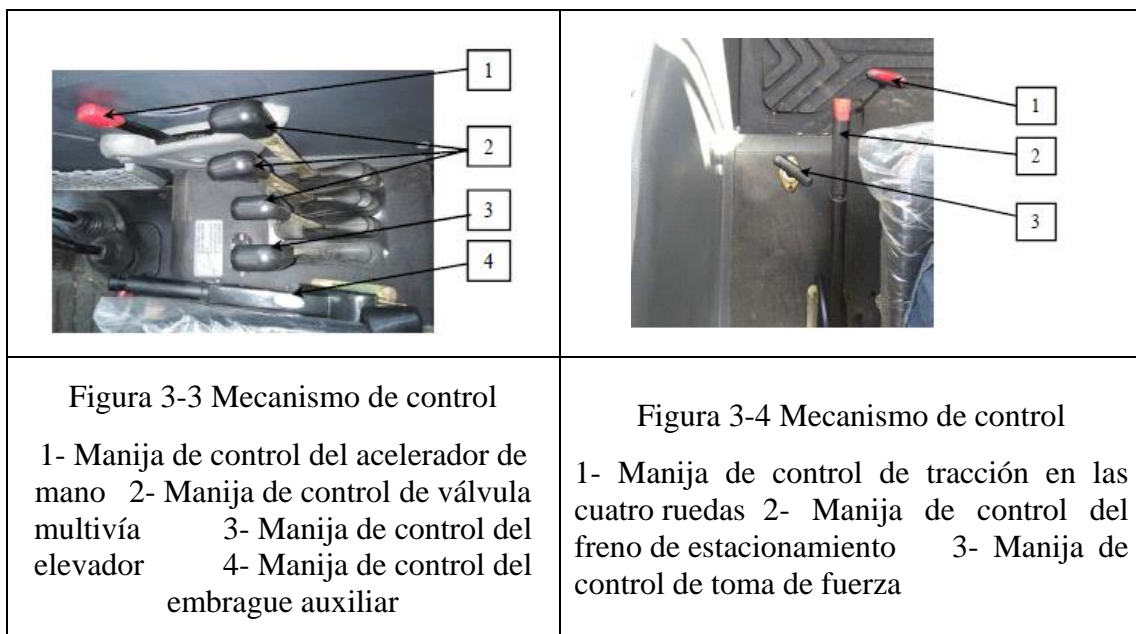 1
2
3
4
1
2
3
Figura 3-3 Mecanismo de control
1- Manija de control del acelerador de
mano 2- Manija de control de válvula
multivía 3- Manija de control del
elevador 4- Manija de control del
embrague auxiliar
Figura 3-4 Mecanismo de control
1- Manija de control de tracción en las
cuatro ruedas 2- Manija de control del
freno de estacionamiento 3- Manija de
control de toma de fuerza